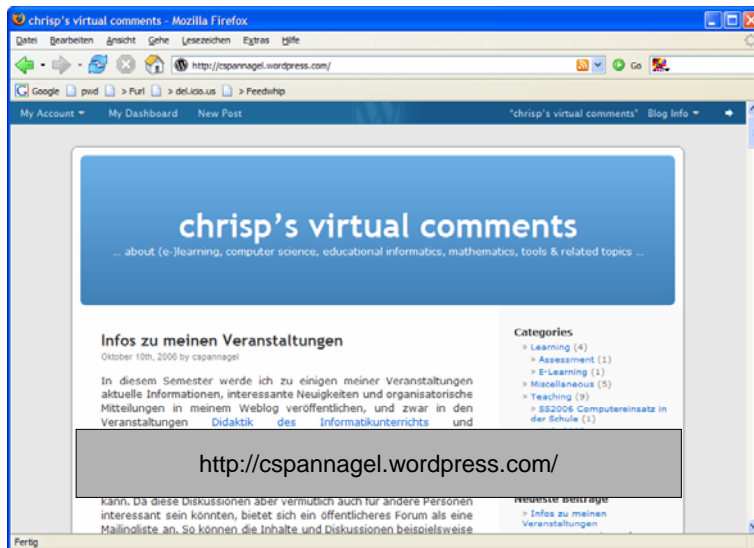 chrisp's virtual comments - Mozilla Firefox
Datei Bearbeiten Ansicht Gehe Lesezeichen Extras Hilfe
http://cspannagel.wordpress.com/ Go
Google pwd > Furl > del.icio.us > Feedwhip
My Account My Dashboard New Post "chrisp's virtual comments" Blog Info
chrisp's virtual comments
... about (e-)learning, computer science, educational informatics, mathematics, tools & related topics ...
Infos zu meinen Veranstaltungen
Oktober 10th, 2006 by cspannagel
In diesem Semester werde ich zu einigen meiner Veranstaltungen
aktuelle Informationen, interessante Neuigkeiten und organisatorische
Mitteilungen in meinem Weblog veröffentlichen, und zwar in den
Veranstaltungen Didaktik des Informatikunterrichts und
http://cspannagel.wordpress.com/
kann. Da diese Diskussionen aber vermutlich auch für andere Personen
interessant sein könnten, bietet sich ein öffentlicheres Forum als eine
Mailingliste an. So können die Inhalte und Diskussionen beispielsweise
Categories
» Learning (4)
» Assessment (1)
» E-Learning (1)
» Miscellaneous (5)
» Teaching (9)
» SS2006 Computereinsatz in
der Schule (1)
Neueste Beiträge
» Infos zu meinen
Veranstaltungen
Fertig